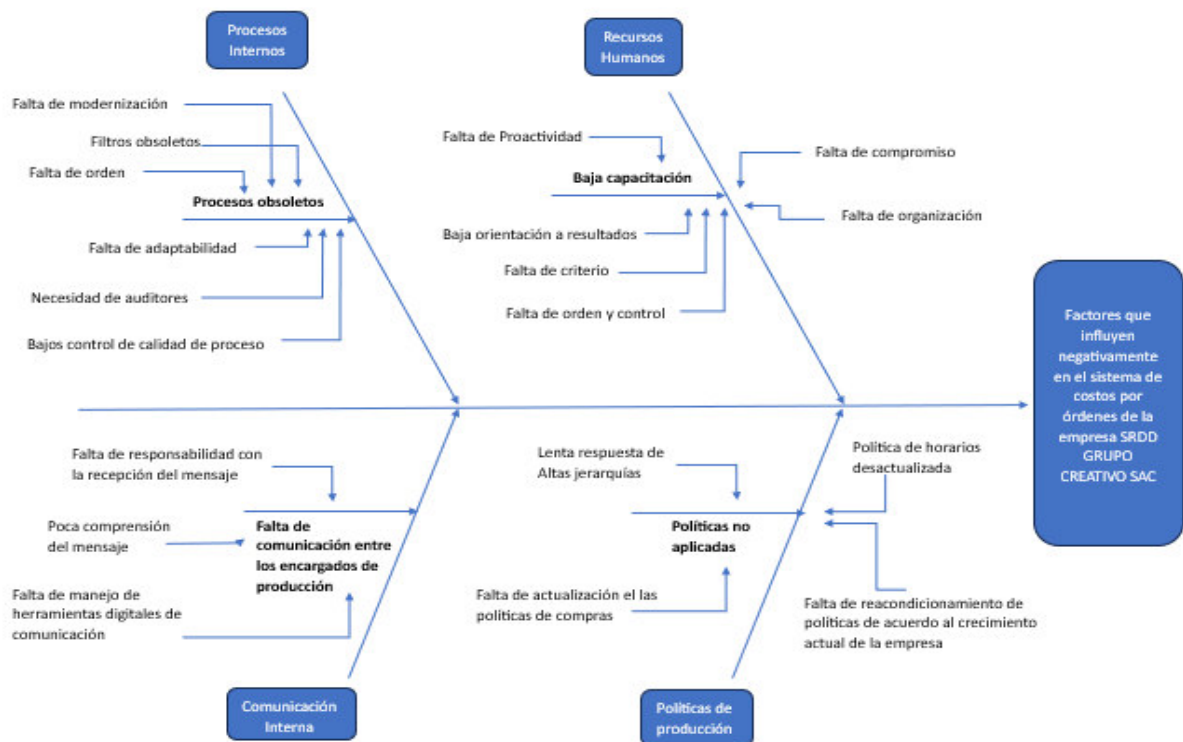 Procesos
Internos
Recursos
Humanos
Falta de modernización
Filtros obsoletos
Falta de orden
Procesos obsoletos
Falta de adaptabilidad
Necesidad de auditores
Bajos control de calidad de proceso
Falta de Proactividad
Baja capacitación
Falta de compromiso
Falta de organización
Baja orientación a resultados
Falta de criterio
Falta de orden y control
Factores que
influyen
negativamente
en el sistema de
costos por
órdenes de la
empresa SRDD
GRUPO
CREATIVO SAC
Falta de responsabilidad con
la recepción del mensaje
Poca comprensión
del mensaje
Falta de
comunicación entre
los encargados de
producción
Falta de manejo de
herramientas digitales de
comunicación
Lenta respuesta de
Altas jerarquías
Política de horarios
desactualizada
Políticas no
aplicadas
Falta de actualización el las
políticas de compras
Falta de reacondicionamiento de
políticas de acuerdo al crecimiento
actual de la empresa
Comunicación
Interna
Políticas de
producción